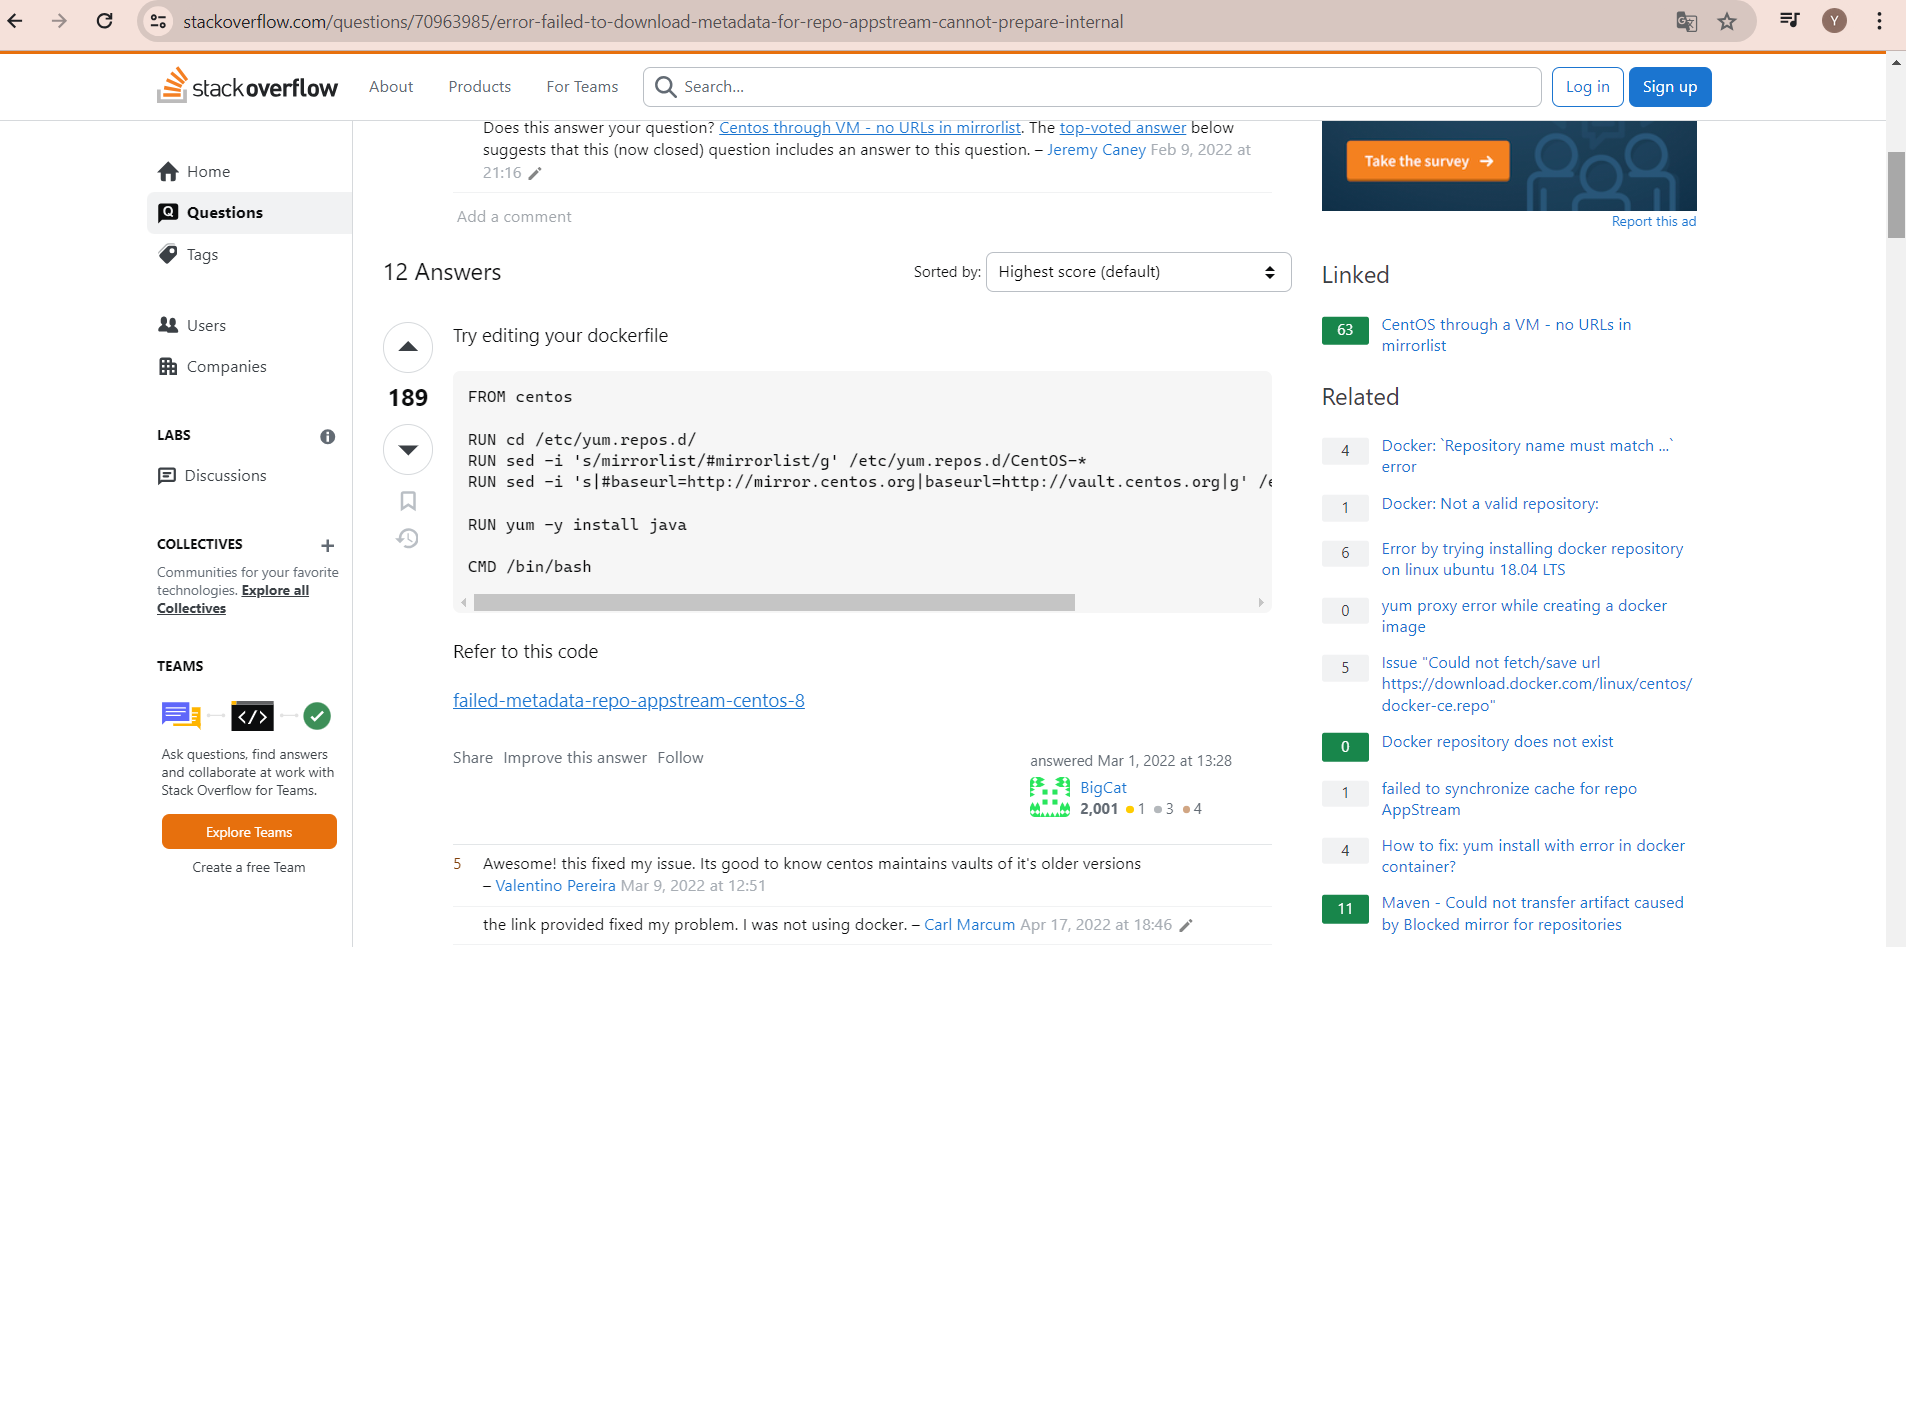 stackoverflow.com/questions/70963985/error-failed-to-download-metadata-for-repo-appstream-cannot-prepare-internal
Y
stackoverflow
About
Products
For Teams
Search...
Log in
Sign up
Home
Questions
Tags
Users
Companies
LABS
Discussions
COLLECTIVES
Communities for your favorite
technologies. Explore all
Collectives
TEAMS
Ask questions, find answers
and collaborate at work with
Stack Overflow for Teams.
Explore Teams
Create a free Team
Does this answer your question? Centos through VM - no URLs in mirrorlist. The top-voted answer below
suggests that this (now closed) question includes an answer to this question. – Jeremy Caney Feb 9, 2022 at
21:16
Add a comment
12 Answers
Sorted by:
Highest score (default)
189
Try editing your dockerfile
FROM centos
RUN cd /etc/yum.repos.d/
RUN sed -i 's/mirrorlist/#mirrorlist/g' /etc/yum.repos.d/CentOS-*
RUN sed -i 's|#baseurl=http://mirror.centos.org|baseurl=http://vault.centos.org|g' /e
RUN yum -y install java
CMD /bin/bash
Refer to this code
failed-metadata-repo-appstream-centos-8
Share Improve this answer Follow
answered Mar 1, 2022 at 13:28
BigCat
2,001 1 3 4
5 Awesome! this fixed my issue. Its good to know centos maintains vaults of it's older versions
– Valentino Pereira Mar 9, 2022 at 12:51
the link provided fixed my problem. I was not using docker. – Carl Marcum Apr 17, 2022 at 18:46
Take the survey
Report this ad
Linked
63 CentOS through a VM - no URLs in
mirrorlist
Related
4 Docker: `Repository name must match ...`
error
1 Docker: Not a valid repository:
6 Error by trying installing docker repository
on linux ubuntu 18.04 LTS
0 yum proxy error while creating a docker
image
5 Issue "Could not fetch/save url
https://download.docker.com/linux/centos/
docker-ce.repo"
0 Docker repository does not exist
1 failed to synchronize cache for repo
AppStream
4 How to fix: yum install with error in docker
container?
11 Maven - Could not transfer artifact caused
by Blocked mirror for repositories